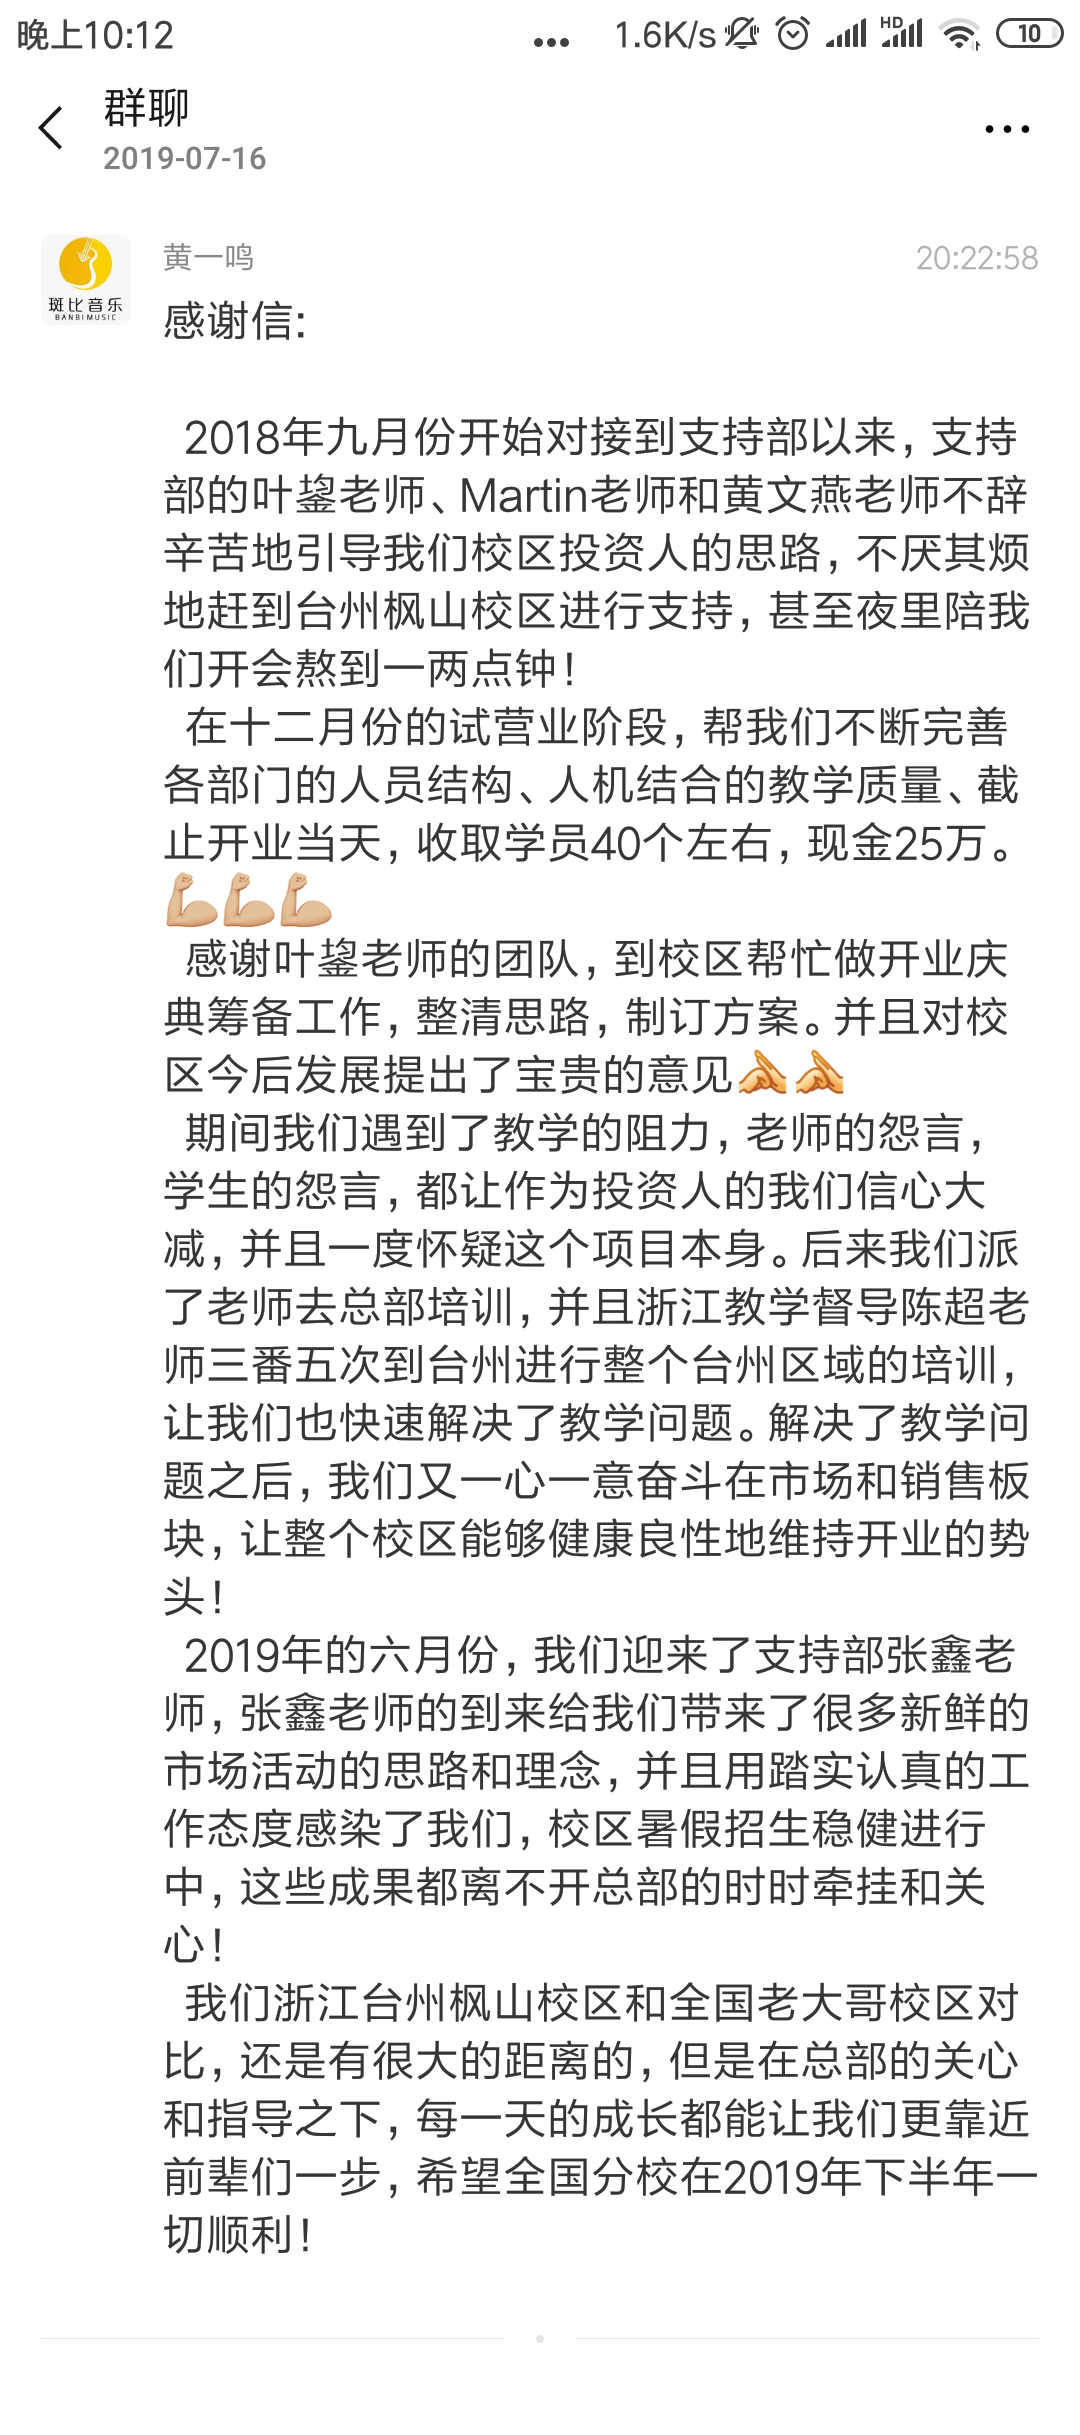 晚上10:12
1.6K/s
HD
10
群聊
2019-07-16
斑比音乐
BANBI MUSIC
黄一鸣
20:22:58
感谢信:
2018年九月份开始对接到支持部以来，支持
部的叶鋆老师、Martin老师和黄文燕老师不辞
辛苦地引导我们校区投资人的思路，不厌其烦
地赶到台州枫山校区进行支持，甚至夜里陪我
们开会熬到一两点钟！
在十二月份的试营业阶段，帮我们不断完善
各部门的人员结构、人机结合的教学质量、截
止开业当天，收取学员40个左右，现金25万。
💪🏼💪🏼💪🏼
感谢叶鋆老师的团队，到校区帮忙做开业庆
典筹备工作，整清思路，制订方案。并且对校
区今后发展提出了宝贵的意见
期间我们遇到了教学的阻力，老师的怨言，
学生的怨言，都让作为投资人的我们信心大
减，并且一度怀疑这个项目本身。后来我们派
了老师去总部培训，并且浙江教学督导陈超老
师三番五次到台州进行整个台州区域的培训，
让我们也快速解决了教学问题。解决了教学问
题之后，我们又一心一意奋斗在市场和销售板
块，让整个校区能够健康良性地维持开业的势
头！
2019年的六月份，我们迎来了支持部张鑫老
师，张鑫老师的到来给我们带来了很多新鲜的
市场活动的思路和理念，并且用踏实认真的工
作态度感染了我们，校区暑假招生稳健进行
中，这些成果都离不开总部的时时牵挂和关
心！
我们浙江台州枫山校区和全国老大哥校区对
比，还是有很大的距离的，但是在总部的关心
和指导之下，每一天的成长都能让我们更靠近
前辈们一步，希望全国分校在2019年下半年一
切顺利！